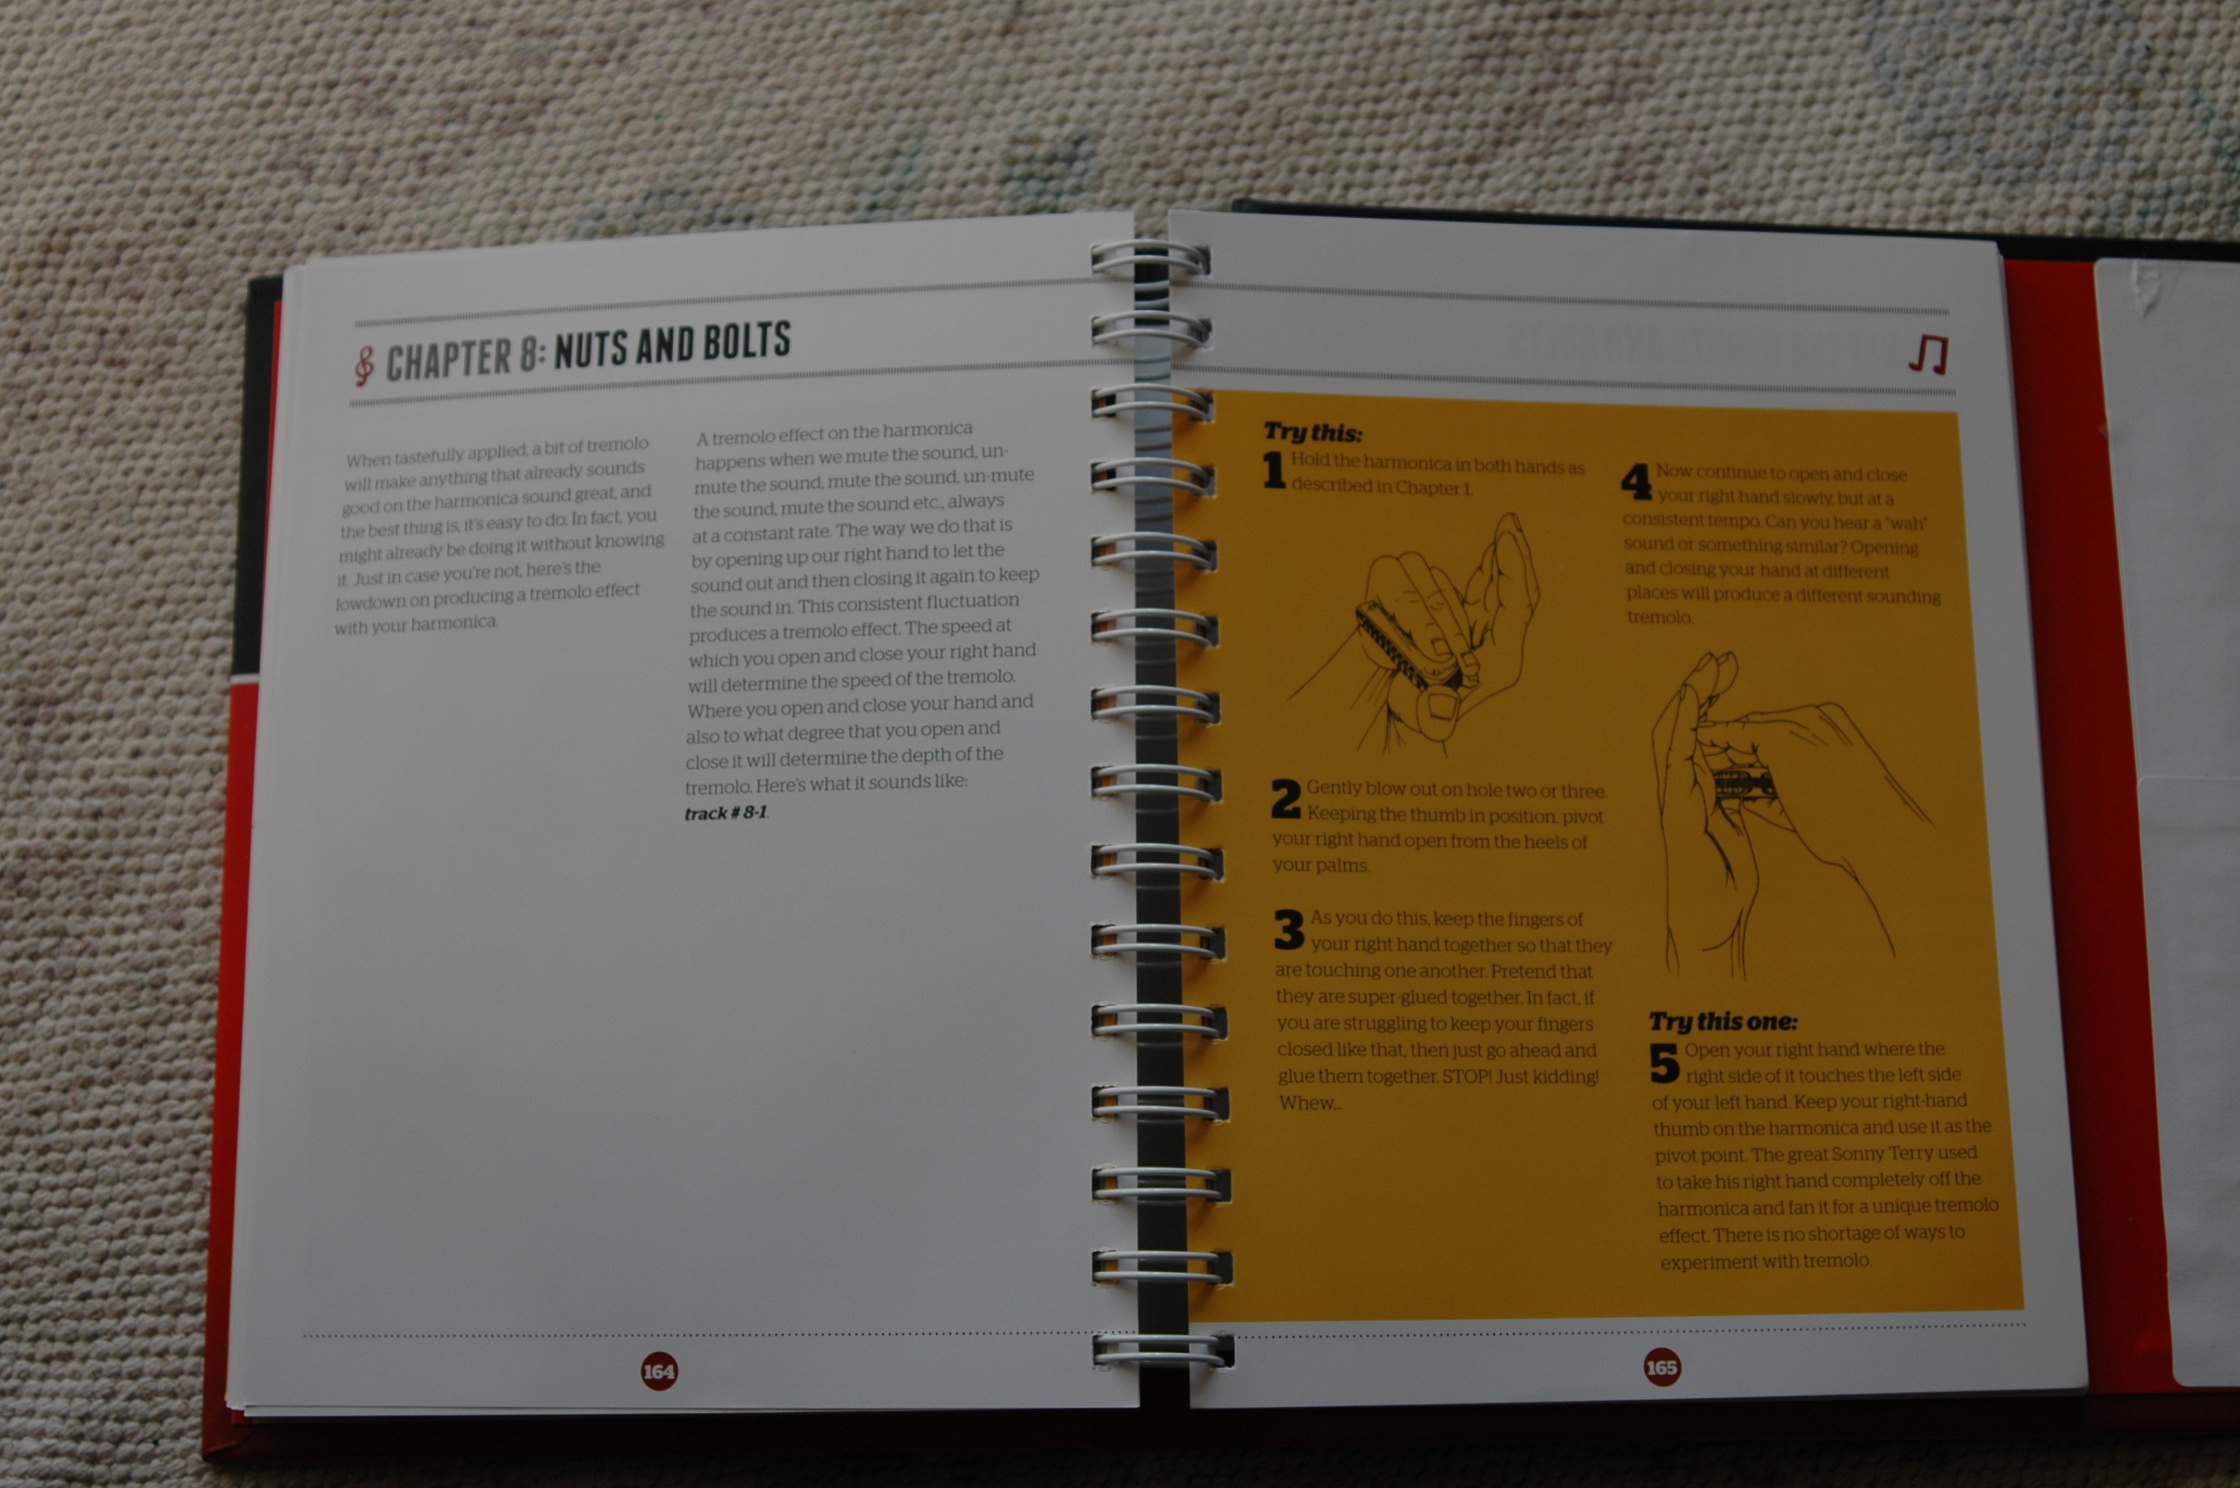 CHAPTER 8: NUTS AND BOLTS
When tastefully applied, a bit of tremolo
will make anything that already sounds
good on the harmonica sound great, and
the best thing is, it's easy to do. In fact, you
might already be doing it without knowing
it. Just in case you're not, here's the
lowdown on producing a tremolo effect
with your harmonica.
A tremolo effect on the harmonica
happens when we mute the sound, un-
mute the sound, mute the sound, un-mute
the sound, mute the sound etc., always
at a constant rate. The way we do that is
by opening up our right hand to let the
sound out and then closing it again to keep
the sound in. This consistent fluctuation
produces a tremolo effect. The speed at
which you open and close your right hand
will determine the speed of the tremolo.
Where you open and close your hand and
also to what degree that you open and
close it will determine the depth of the
tremolo. Here's what it sounds like:
track # 8-1.
164
Try this:
1 Hold the harmonica in both hands as
described in Chapter 1.
2 Gently blow out on hole two or three.
Keeping the thumb in position, pivot
your right hand open from the heels of
your palms.
3 As you do this, keep the fingers of
your right hand together so that they
are touching one another. Pretend that
they are super-glued together. In fact, if
you are struggling to keep your fingers
closed like that, then just go ahead and
glue them together. STOP! Just kidding!
Whew...
4 Now continue to open and close
your right hand slowly, but at a
consistent tempo. Can you hear a "wah"
sound or something similar? Opening
and closing your hand at different
places will produce a different sounding
tremolo.
Try this one:
5 Open your right hand where the
right side of it touches the left side
of your left hand. Keep your right-hand
thumb on the harmonica and use it as the
pivot point. The great Sonny Terry used
to take his right hand completely off the
harmonica and fan it for a unique tremolo
effect. There is no shortage of ways to
experiment with tremolo.
165